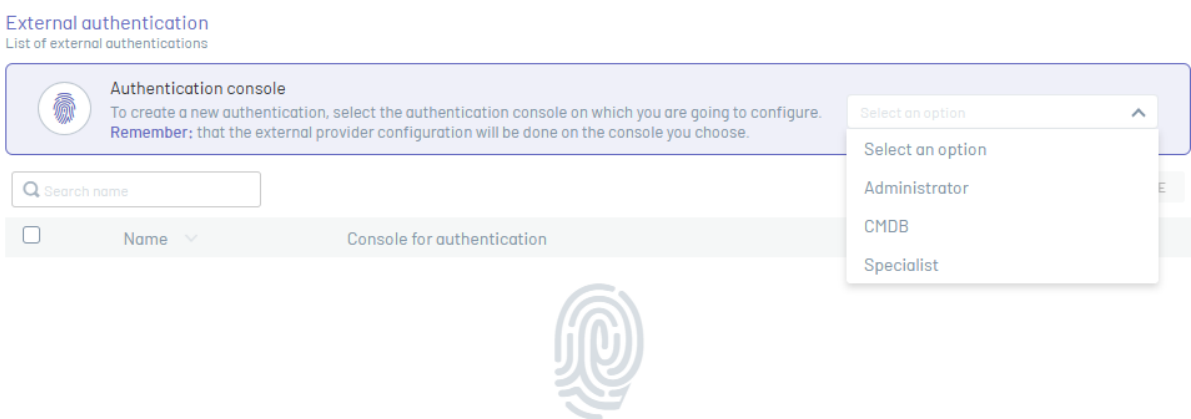 External authentication
List of external authentications
Authentication console
To create a new authentication, select the authentication console on which you are going to configure.
Remember: that the external provider configuration will be done on the console you choose.
Select an option
Select an option
Administrator
CMDB
Specialist
Search name
E
Name
Console for authentication